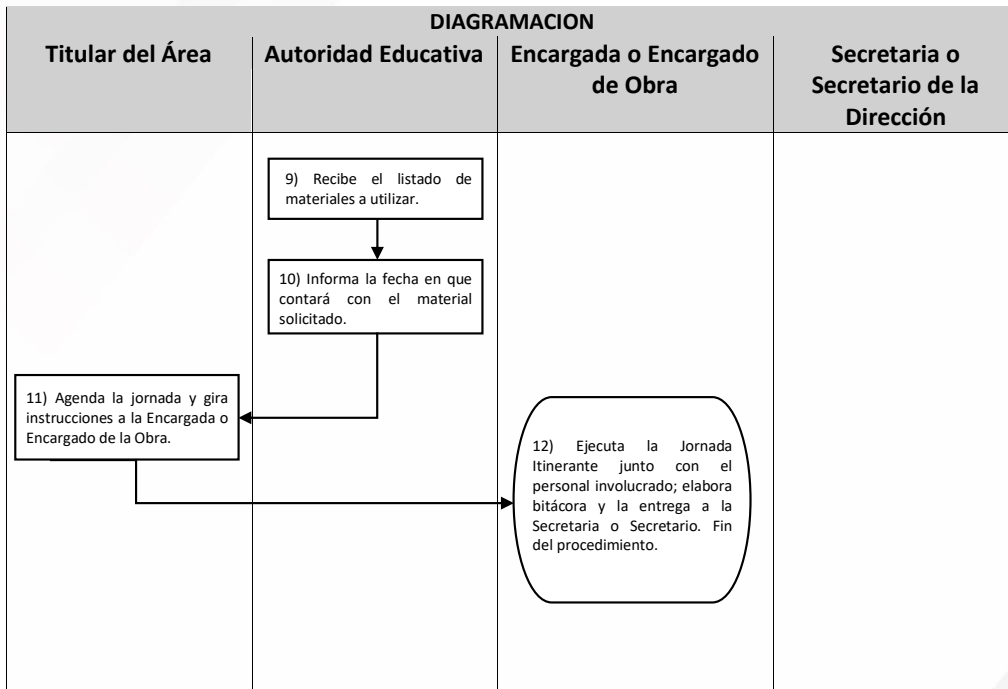 DIAGRAMACION
Titular del Área
Autoridad Educativa
Encargada o Encargado
de Obra
Secretaria o
Secretario de la
Dirección
9) Recibe el listado de
materiales a utilizar.
10) Informa la fecha en que
contará con el material
solicitado.
11) Agenda la jornada y gira
instrucciones a la Encargada o
Encargado de la Obra.
12) Ejecuta la Jornada
Itinerante junto con el
personal involucrado; elabora
bitácora y la entrega a la
Secretaria o Secretario. Fin
del procedimiento.